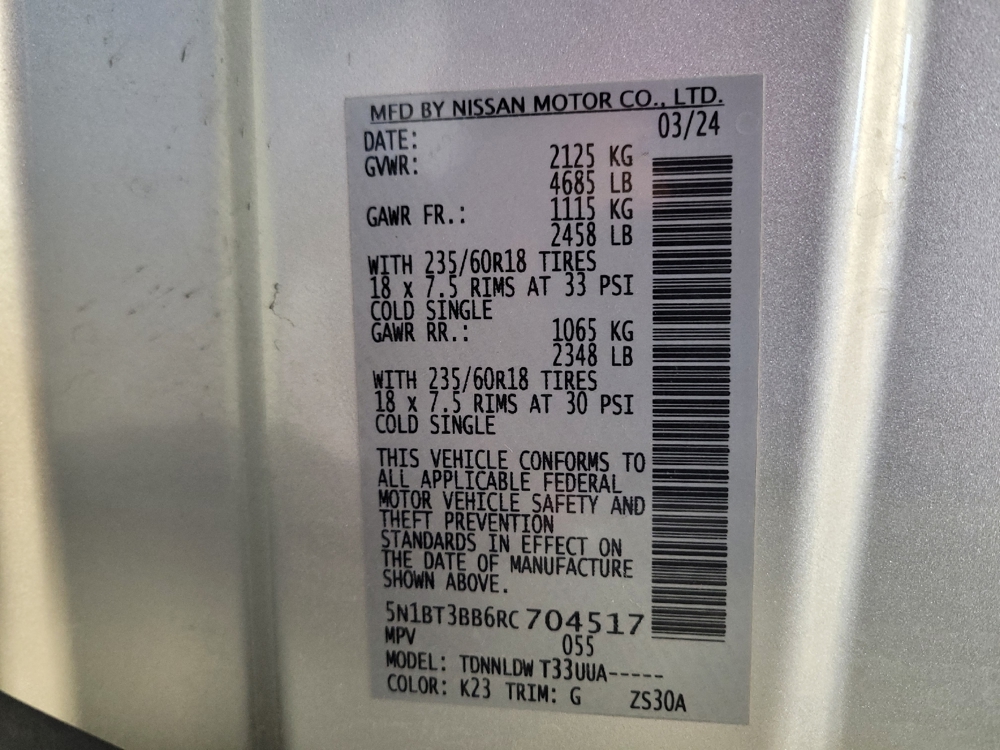 MFD BY NISSAN MOTOR CO., LTD.
DATE: 03/24
GVWR: 2125 KG
4685 LB
GAWR FR.: 1115 KG
2458 LB
WITH 235/60R18 TIRES
18 x 7.5 RIMS AT 33 PSI
COLD SINGLE
GAWR RR.: 1065 KG
2348 LB
WITH 235/60R18 TIRES
18 x 7.5 RIMS AT 30 PSI
COLD SINGLE
THIS VEHICLE CONFORMS TO
ALL APPLICABLE FEDERAL
MOTOR VEHICLE SAFETY AND
THEFT PREVENTION
STANDARDS IN EFFECT ON
THE DATE OF MANUFACTURE
SHOWN ABOVE.
5N1BT3BB6RC704517
MPV 055
MODEL: TDNNLDW T33UUA-----
COLOR: K23 TRIM: G ZS30A